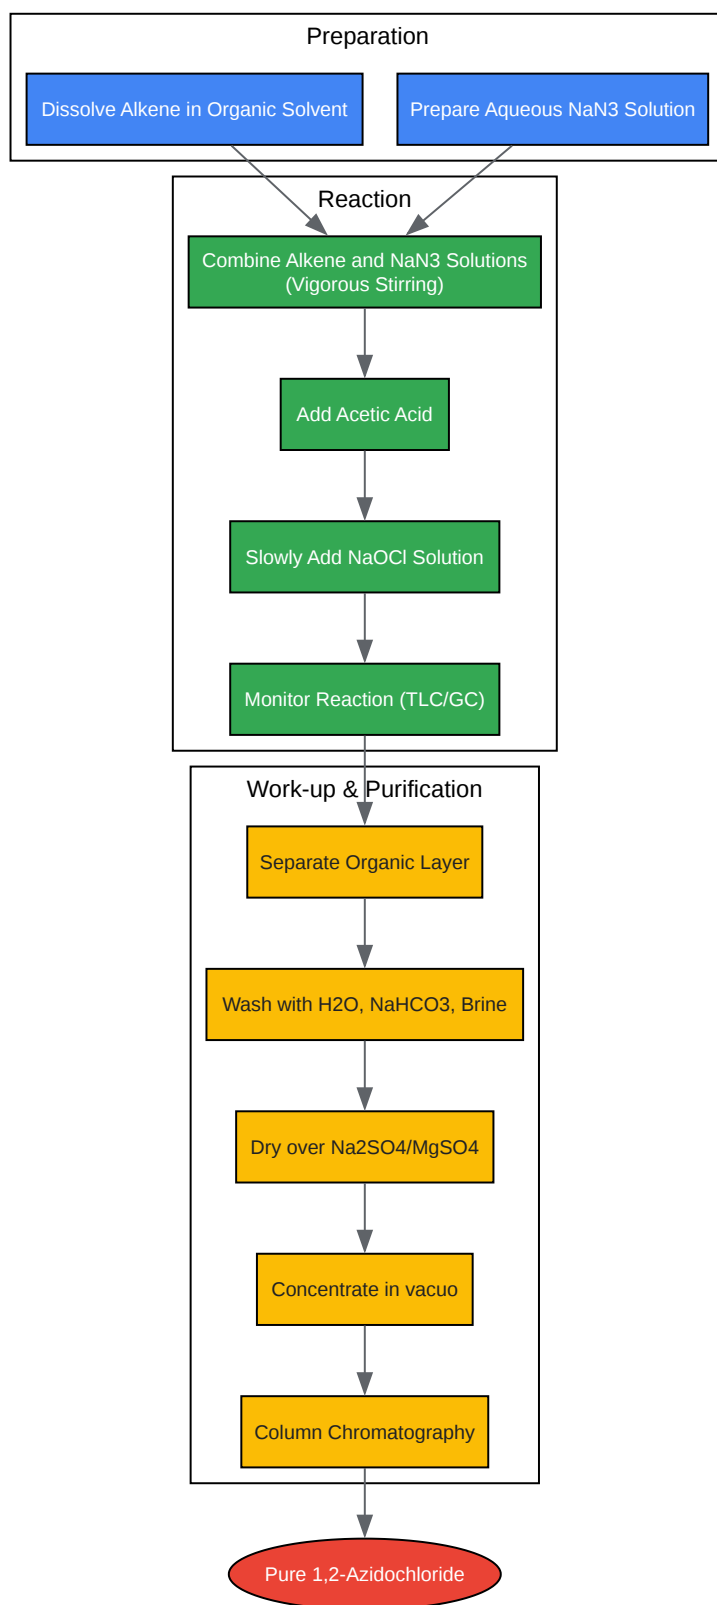 Preparation
Dissolve Alkene in Organic Solvent
Prepare Aqueous NaN3 Solution
Reaction
Combine Alkene and NaN3 Solutions
(Vigorous Stirring)
Add Acetic Acid
Slowly Add NaOCl Solution
Monitor Reaction (TLC/GC)
Work-up & Purification
Separate Organic Layer
Wash with H2O, NaHCO3, Brine
Dry over Na2SO4/MgSO4
Concentrate in vacuo
Column Chromatography
Pure 1,2-Azidochloride